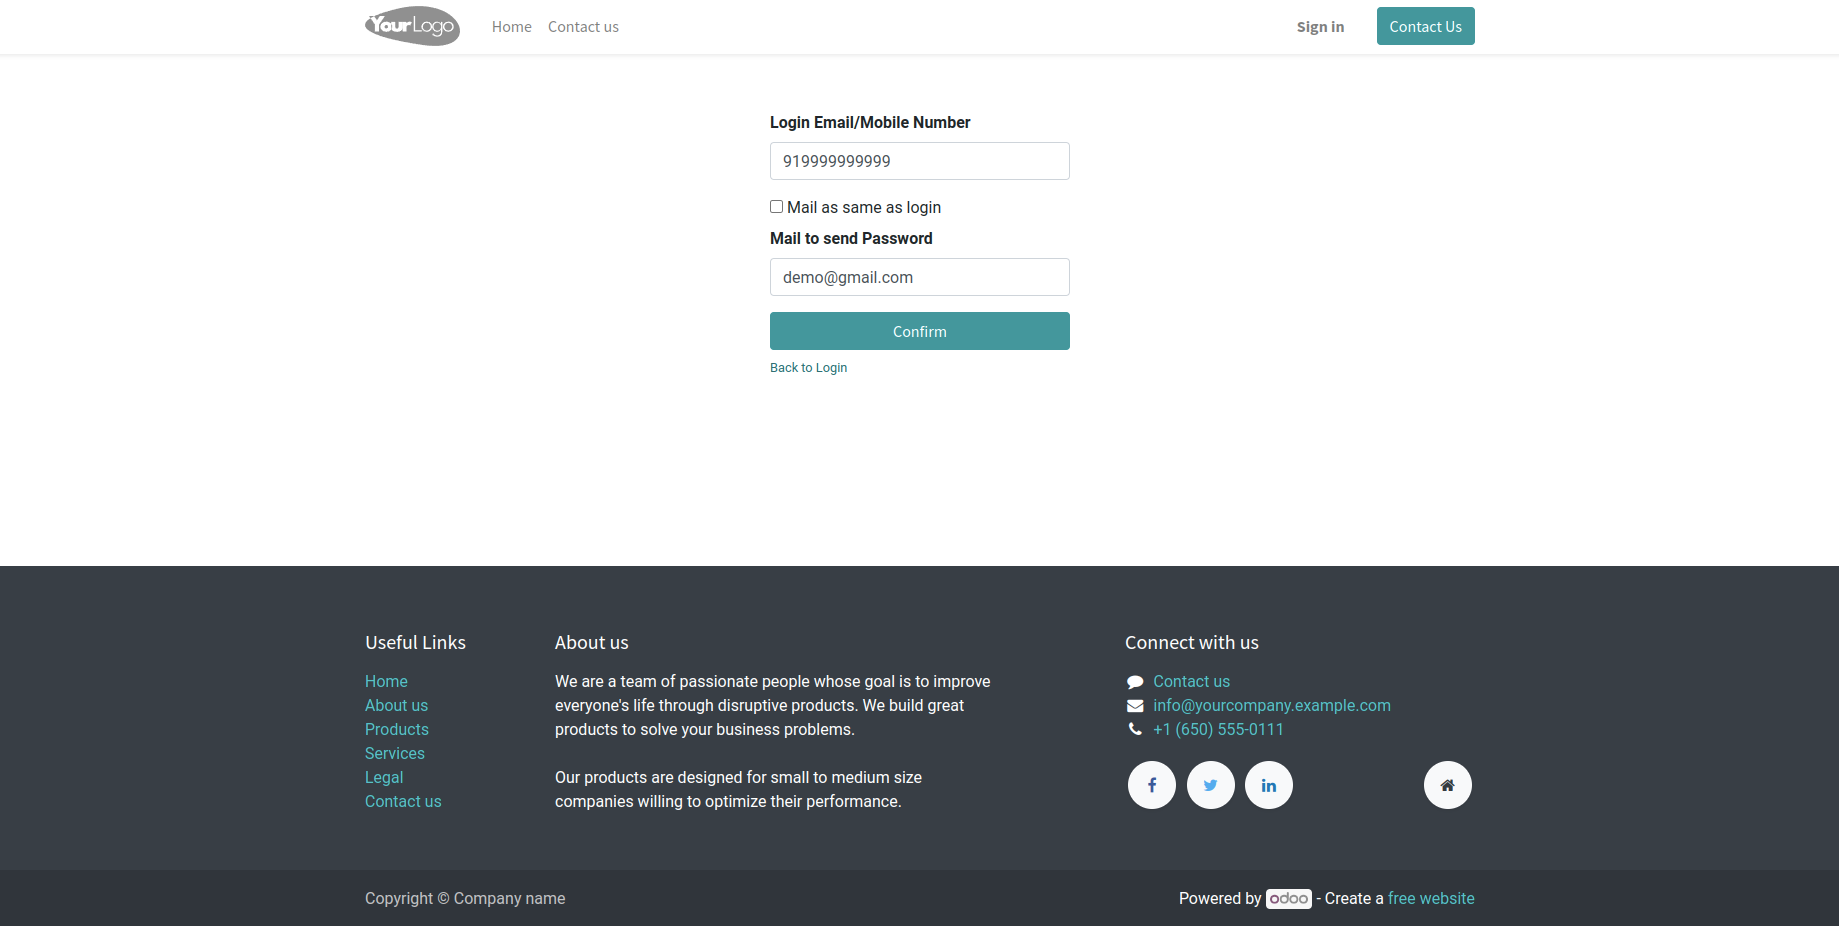 YourLogo
Home Contact us Sign in Contact Us
Login Email/Mobile Number
919999999999
Mail as same as login
Mail to send Password
demo@gmail.com
Confirm
Back to Login
Useful Links
Home
About us
Products
Services
Legal
Contact us
About us
We are a team of passionate people whose goal is to improve
everyone's life through disruptive products. We build great
products to solve your business problems.
Our products are designed for small to medium size
companies willing to optimize their performance.
Connect with us
Contact us
info@yourcompany.example.com
+1 (650) 555-0111
Copyright © Company name
Powered by odoo - Create a free website